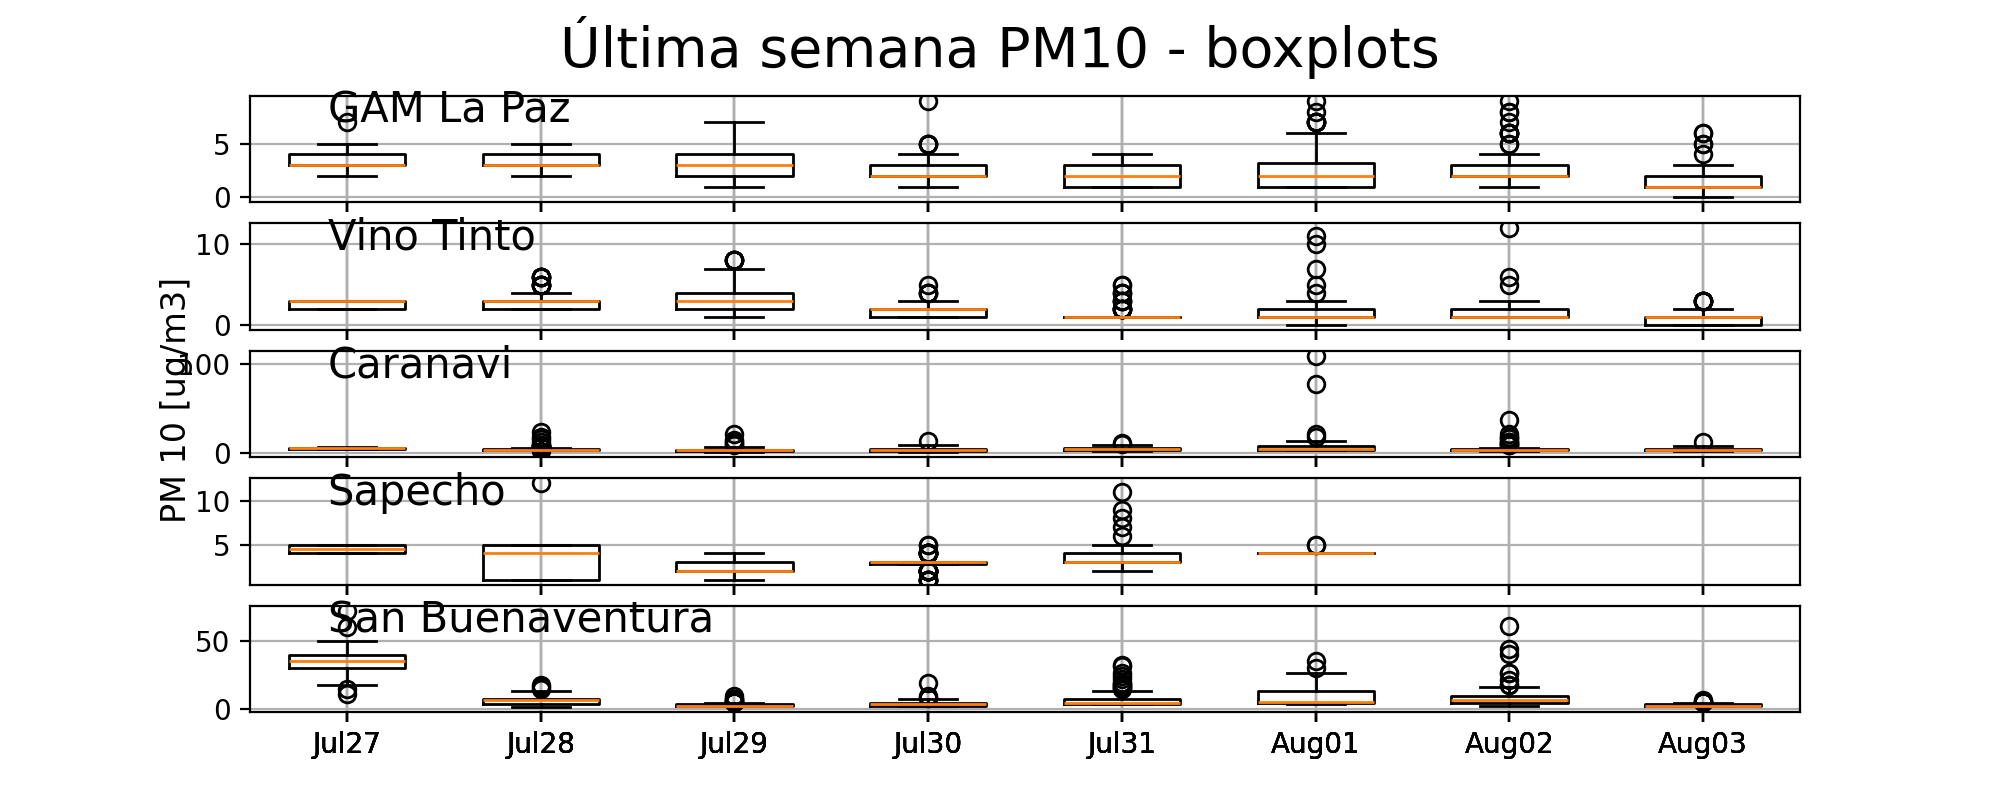 Última semana PM10 - boxplots
PM 10 [ug/m3]
GAM La Paz
5
0
Vino Tinto
10
0
Caranavi
100
0
Sapecho
10
5
San Buenaventura
50
0
Jul27 Jul28 Jul29 Jul30 Jul31 Aug01 Aug02 Aug03